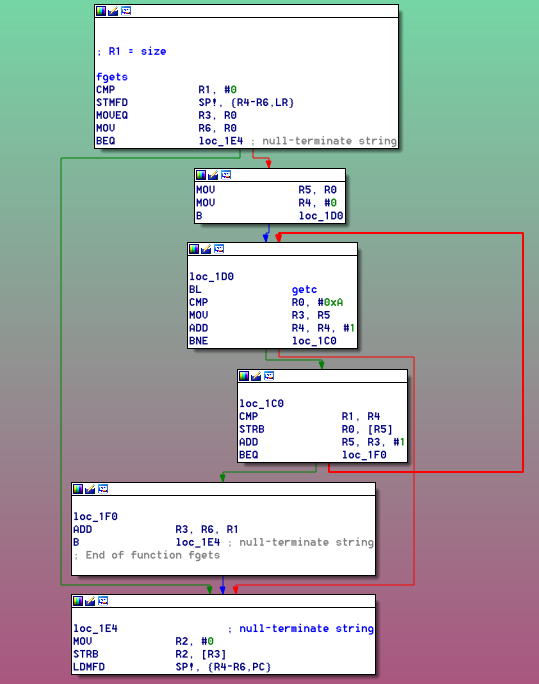 ; R1 = size
fgets
CMP R1, #0
STMFD SP!, {R4-R6,LR}
MOVEQ R3, R0
MOV R6, R0
BEQ loc_1E4 ; null-terminate string
MOV R5, R0
MOV R4, #0
B loc_1D0
loc_1D0
BL getc
CMP R0, #0xA
MOV R3, R5
ADD R4, R4, #1
BNE loc_1C0
loc_1C0
CMP R1, R4
STRB R0, [R5]
ADD R5, R3, #1
BEQ loc_1F0
loc_1F0
ADD R3, R6, R1
B loc_1E4 ; null-terminate string
; End of function fgets
loc_1E4 ; null-terminate string
MOV R2, #0
STRB R2, [R3]
LDMFD SP!, {R4-R6,PC}